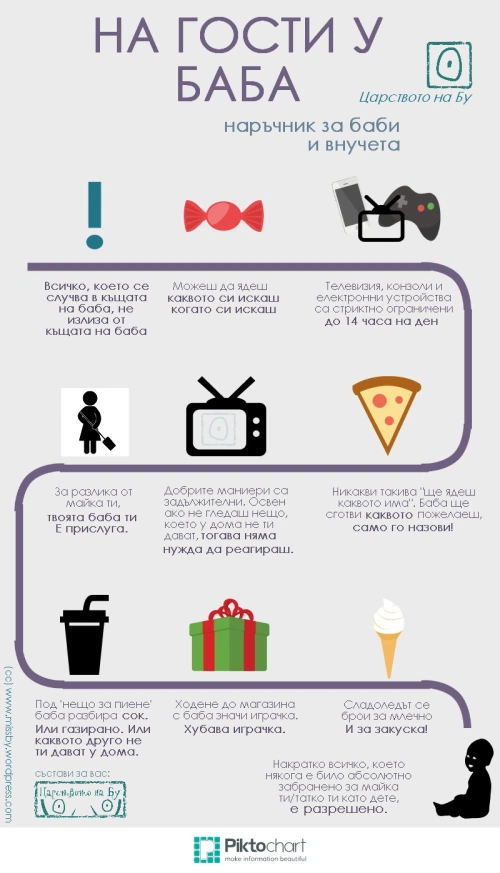 НА ГОСТИ У
БАБА
Царството на Бу
наръчник за баби
и внучета
Всичко, което се
случва в къщата
на баба, не
излиза от
къщата на баба
Можеш да ядеш
каквото си искаш
когато си искаш
Телевизия, конзоли и
електронни устройства
са стриктно ограничени
до 14 часа на ден
За разлика от
майка ти,
твоята баба ти
Е прислуга.
Добрите маниери са
задължителни. Освен
ако не гледаш нещо,
което у дома не ти
дават, тогава няма
нужда да реагираш.
Никакви такива "ще ядеш
каквото има". Баба ще
сготви каквото пожелаеш,
само го назови!
Под 'нещо за пиене'
баба разбира сок.
Или газирано. Или
каквото друго не
ти дават у дома.
Ходене до магазина
с баба значи играчка.
Хубава играчка.
Сладоледът се
брои за млечно
И за закуска!
Накратко всичко, което
някога е било абсолютно
забранено за майка
ти/татко ти като дете,
е разрешено.
състави за вас:
Царството на Бу
(cc) www.missby.wordpress.com
Piktochart
make information beautiful